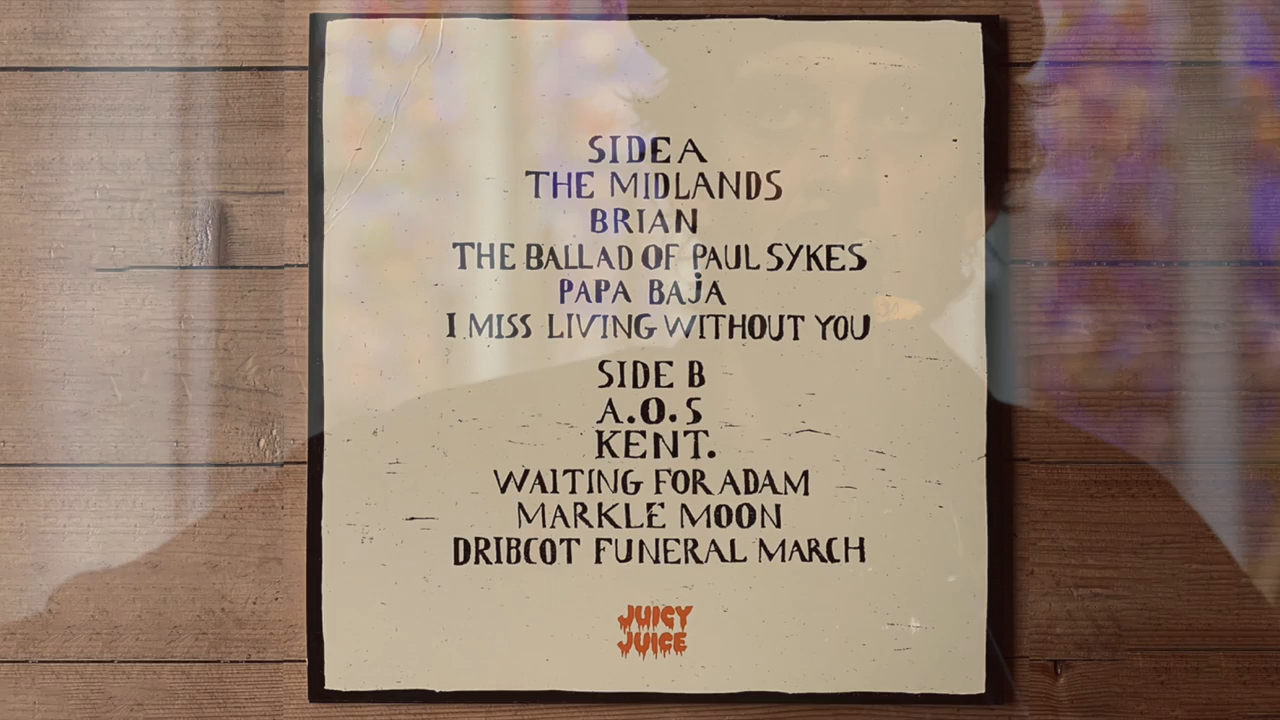 SIDE A
THE MIDLANDS
BRIAN
THE BALLAD OF PAUL SYKES
PAPA BAJA
I MISS LIVING WITHOUT YOU
SIDE B
A.O.S
KENT.
WAITING FOR ADAM
MARKLE MOON
DRIBCOT FUNERAL MARCH
JUICY
JUICE